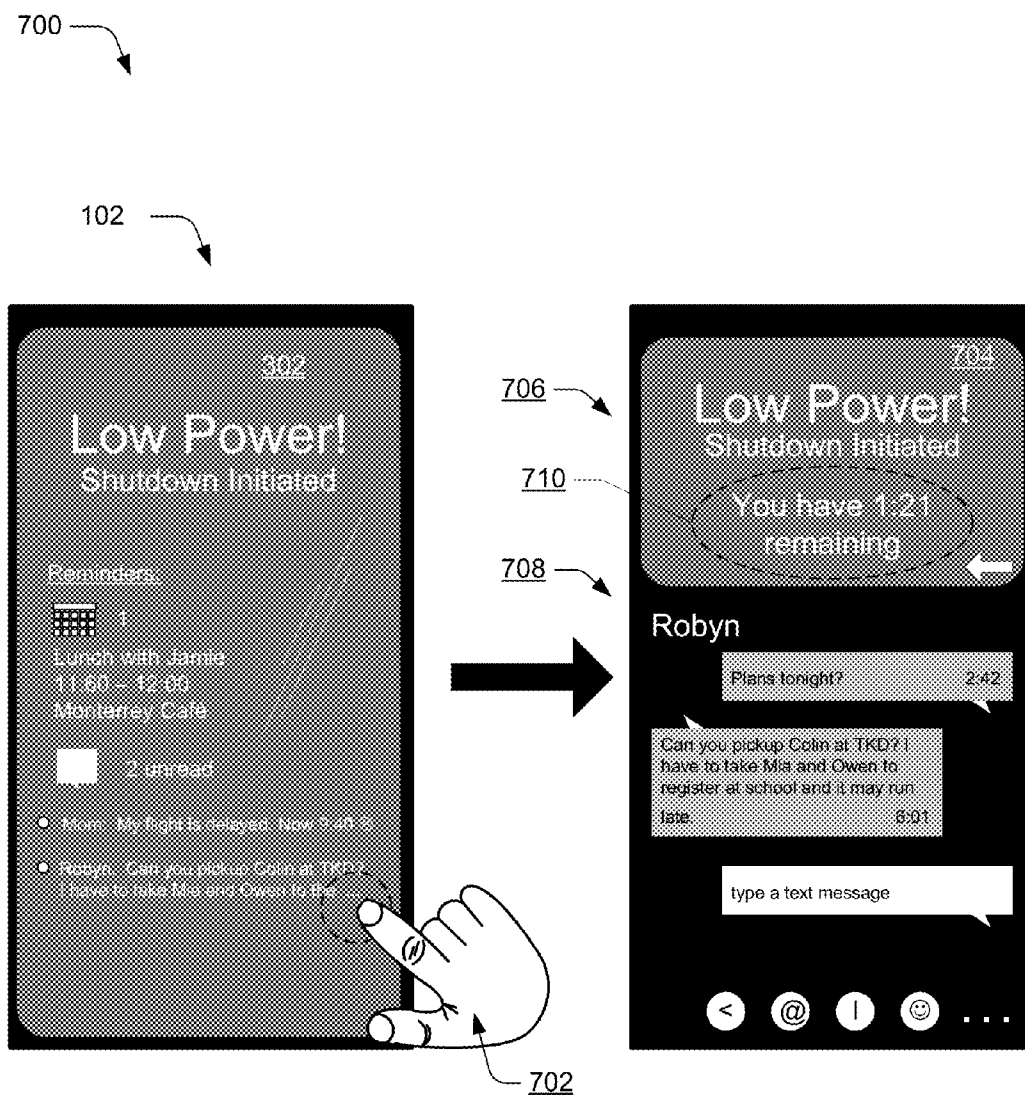 700
102
302
Low Power!
Shutdown Initiated
Reminders:
1
Lunch with Jamie
11:60 – 12:00
Monterrey Cafe
2 unread
Mom: My flight is delayed. Now
Robyn: Can you pickup Colin at TKD?
I have to take Mia and Owen to the
702
706
710
708
704
Low Power!
Shutdown Initiated
You have 1:21
remaining
Robyn
Plans tonight? 2:42
Can you pickup Colin at TKD? I
have to take Mia and Owen to
register at school and it may run
late. 6:01
type a text message
< @ | ☺ ...